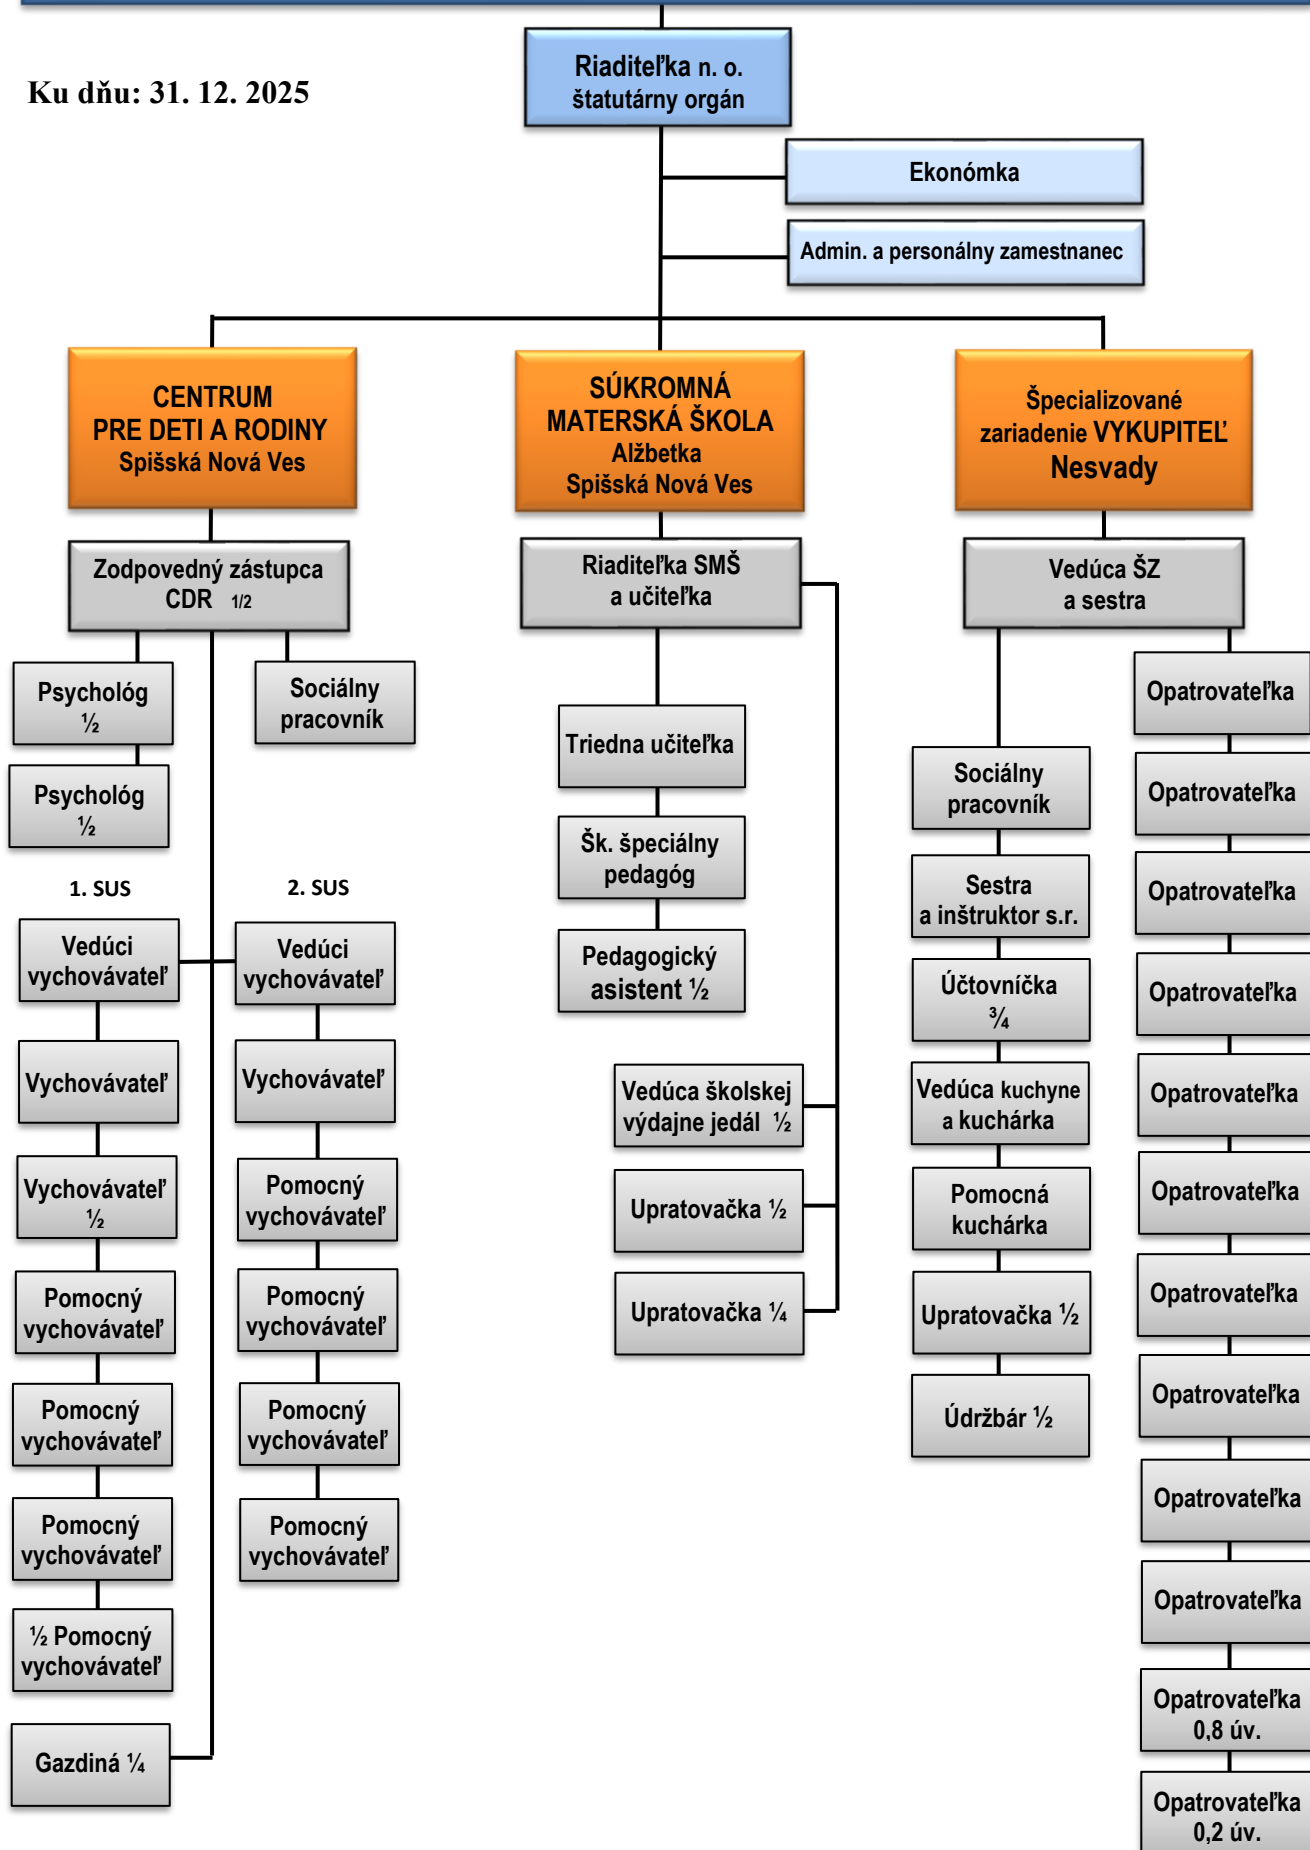 Riaditeľka n. o.
štatutárny orgán
Ku dňu: 31. 12. 2025
Ekonómka
Admin. a personálny zamestnanec
CENTRUM
PRE DETI A RODINY
Spišská Nová Ves
SÚKROMNÁ
MATERSKÁ ŠKOLA
Alžbetka
Spišská Nová Ves
Špecializované
zariadenie VYKUPITEĽ
Nesvady
Zodpovedný zástupca
CDR 1/2
Riaditeľka SMŠ
a učiteľka
Vedúca ŠZ
a sestra
Psychológ
½
Sociálny
pracovník
Psychológ
½
1. SUS
2. SUS
Vedúci
vychovávateľ
Vychovávateľ
Vychovávateľ
½
Pomocný
vychovávateľ
Pomocný
vychovávateľ
Pomocný
vychovávateľ
½ Pomocný
vychovávateľ
Gazdiná ¼
Vedúci
vychovávateľ
Vychovávateľ
Pomocný
vychovávateľ
Pomocný
vychovávateľ
Pomocný
vychovávateľ
Pomocný
vychovávateľ
Triedna učiteľka
Šk. špeciálny
pedagóg
Pedagogický
asistent ½
Vedúca školskej
výdajne jedál ½
Upratovačka ½
Upratovačka ¼
Sociálny
pracovník
Sestra
a inštruktor s.r.
Účtovníčka
¾
Vedúca kuchyne
a kuchárka
Pomocná
kuchárka
Upratovačka ½
Údržbár ½
Opatrovateľka
Opatrovateľka
Opatrovateľka
Opatrovateľka
Opatrovateľka
Opatrovateľka
Opatrovateľka
Opatrovateľka
Opatrovateľka
Opatrovateľka
Opatrovateľka
0,8 úv.
Opatrovateľka
0,2 úv.